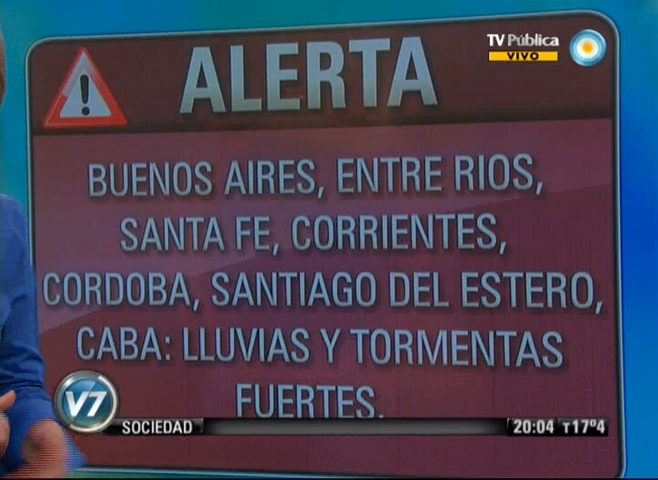 TV Pública
VIVO
ALERTA
BUENOS AIRES, ENTRE RIOS,
SANTA FE, CORRIENTES,
CORDOBA, SANTIAGO DEL ESTERO,
CABA: LLUVIAS Y TORMENTAS
FUERTES.
V7
SOCIEDAD
20:04 T17º4